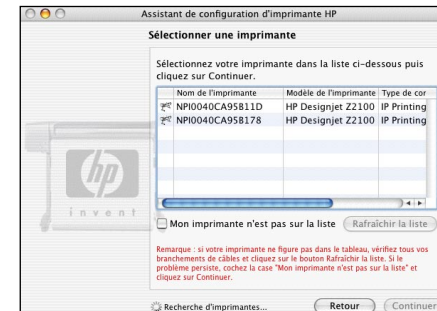 Assistant de configuration d'imprimante HP
Sélectionner une imprimante
Sélectionnez votre imprimante dans la liste ci-dessous puis
cliquez sur Continuer.
Nom de l'imprimante Modèle de l'imprimante Type de cor
NPI0040CA95B11D HP Designjet Z2100 IP Printing
NPI0040CA95B178 HP Designjet Z2100 IP Printing
hp
invent
Mon imprimante n'est pas sur la liste Rafraîchir la liste
Remarque : si votre imprimante ne figure pas dans le tableau, vérifiez tous vos
branchements de câbles et cliquez sur le bouton Rafraîchir la liste. Si le
problème persiste, cochez la case "Mon imprimante n'est pas sur la liste" et
cliquez sur Continuer.
Recherche d'imprimantes... Retour Continuer